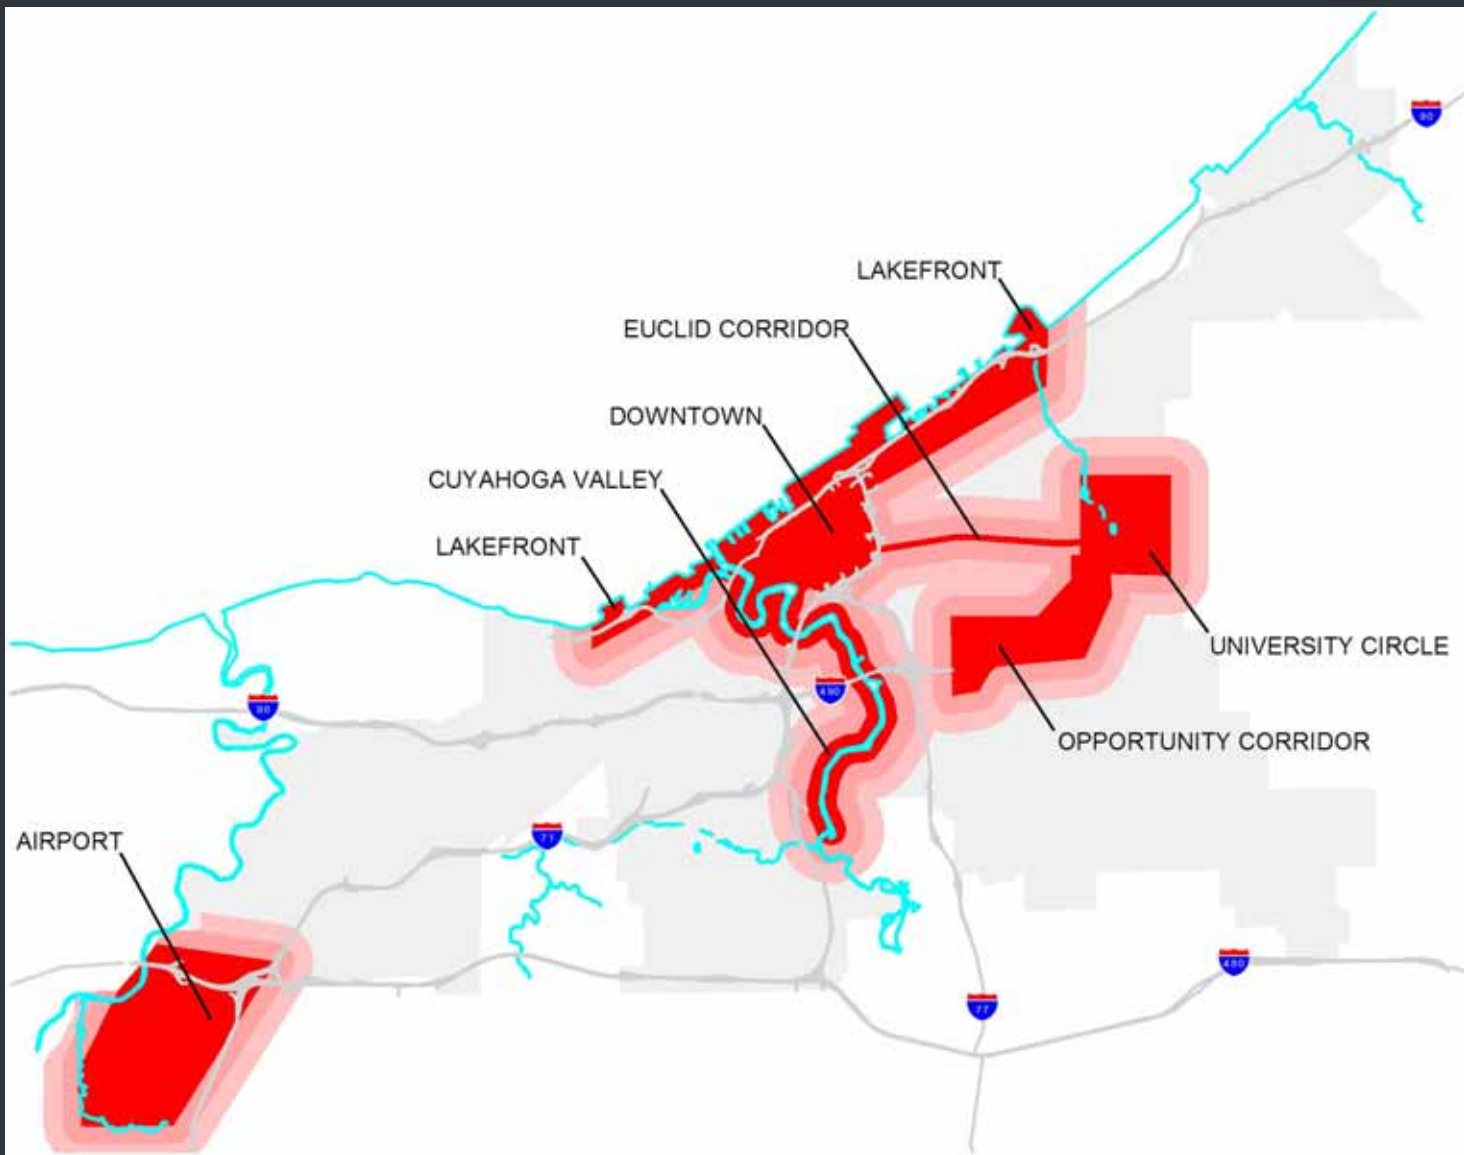 90
LAKEFRONT
EUCLID CORRIDOR
DOWNTOWN
CUYAHOGA VALLEY
LAKEFRONT
UNIVERSITY CIRCLE
490
90
OPPORTUNITY CORRIDOR
71
AIRPORT
480
77